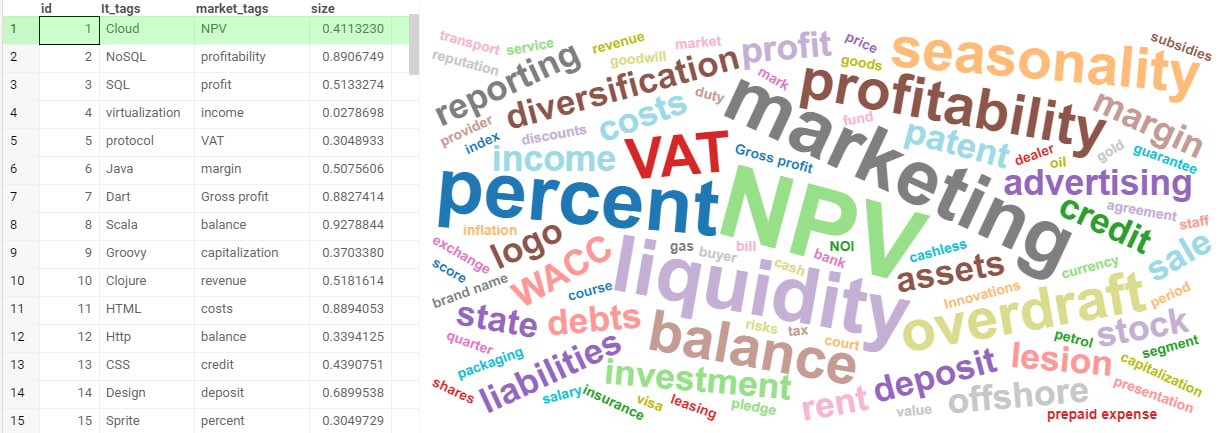 id lt_tags market_tags size
1 1 Cloud NPV 0.4113230
2 2 NoSQL profitability 0.8906749
3 3 SQL profit 0.5133274
4 4 virtualization income 0.0278698
5 5 protocol VAT 0.3048933
6 6 Java margin 0.5075606
7 7 Dart Gross profit 0.8827414
8 8 Scala balance 0.9278844
9 9 Groovy capitalization 0.3703380
10 10 Clojure revenue 0.5181614
11 11 HTML costs 0.8894053
12 12 Http balance 0.3394125
13 13 CSS credit 0.4390751
14 14 Design deposit 0.6899538
15 15 Sprite percent 0.3049729
transport
service
revenue
market
profit
price
seasonality
subsidies
reputation
reporting
goodwill
diversification
mark
goods
profitability
margin
provider
index
discounts
costs
duty
marketing
fund
patent
dealer
oil
gold
guarantee
income
VAT
Gross profit
advertising
percent
NPV
credit
agreement
staff
inflation
logo
exchange
score
brand name
WACC
course
gas
buyer
bill
cash
NOI
bank
cashless
assets
currency
sale
Innovations
period
liquidity
overdraft
state
debts
balance
risks
tax
court
petrol
stock
segment
quarter
packaging
liabilities
investment
lesion
capitalization
presentation
shares
salary
insurance
visa
leasing
pledge
rent
deposit
value
offshore
prepaid expense